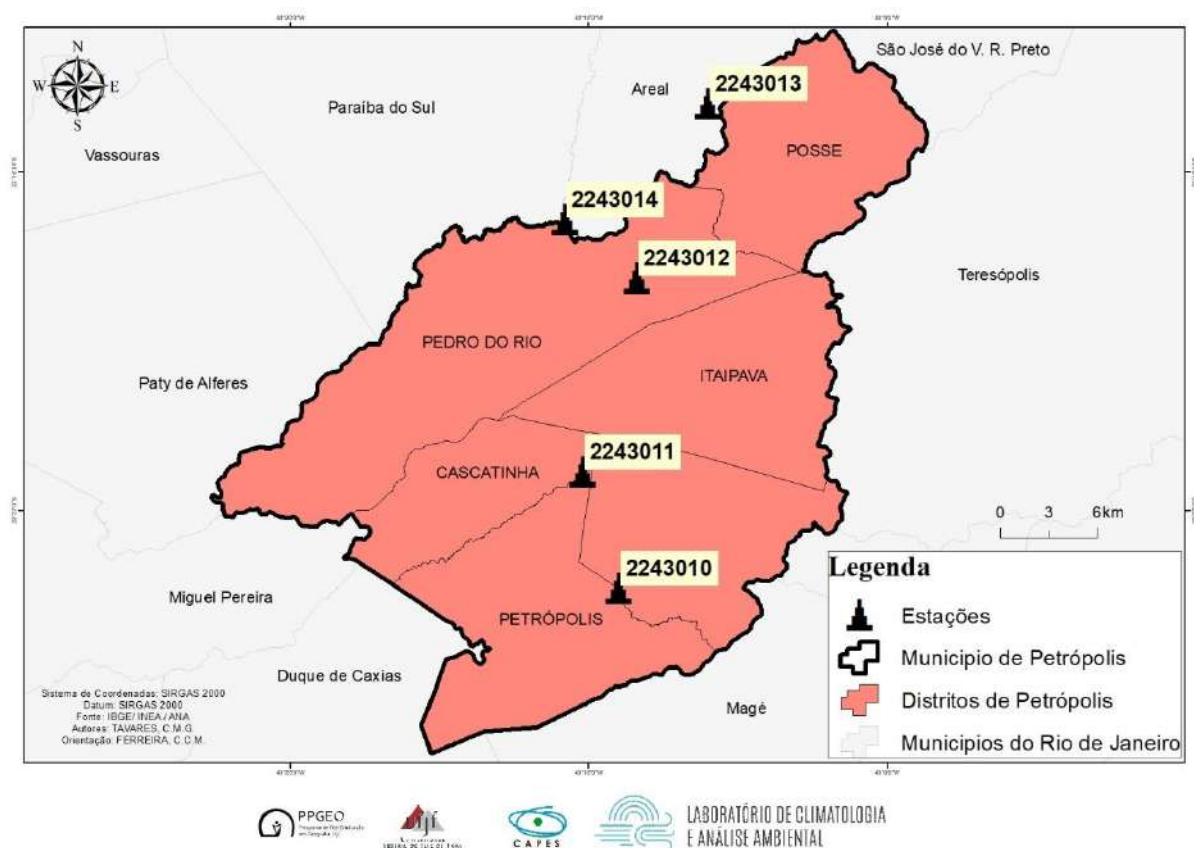 São José do V. R. Preto
N
W E
S
2243013
Areal
Paraíba do Sul
Vassouras
POSSE
2243014
2243012
Teresópolis
PEDRO DO RIO
ITAIPAVA
Paty de Alferes
2243011
CASCATINHA
0 3 6km
2243010
Miguel Pereira
PETRÓPOLIS
Duque de Caxias
Magé
Legenda
Estações
Municipio de Petrópolis
Distritos de Petrópolis
Municipios do Rio de Janeiro
Sistema de Coordenadas: SIRGAS 2000
Datum: SIRGAS 2000
Fonte: IBGE/ INEA / ANA
Autores: TAVARES, C.M.G.
Orientação: FERREIRA, C.C.M.
PPGEO
CAPES
LABORATÓRIO DE CLIMATOLOGIA
E ANÁLISE AMBIENTAL